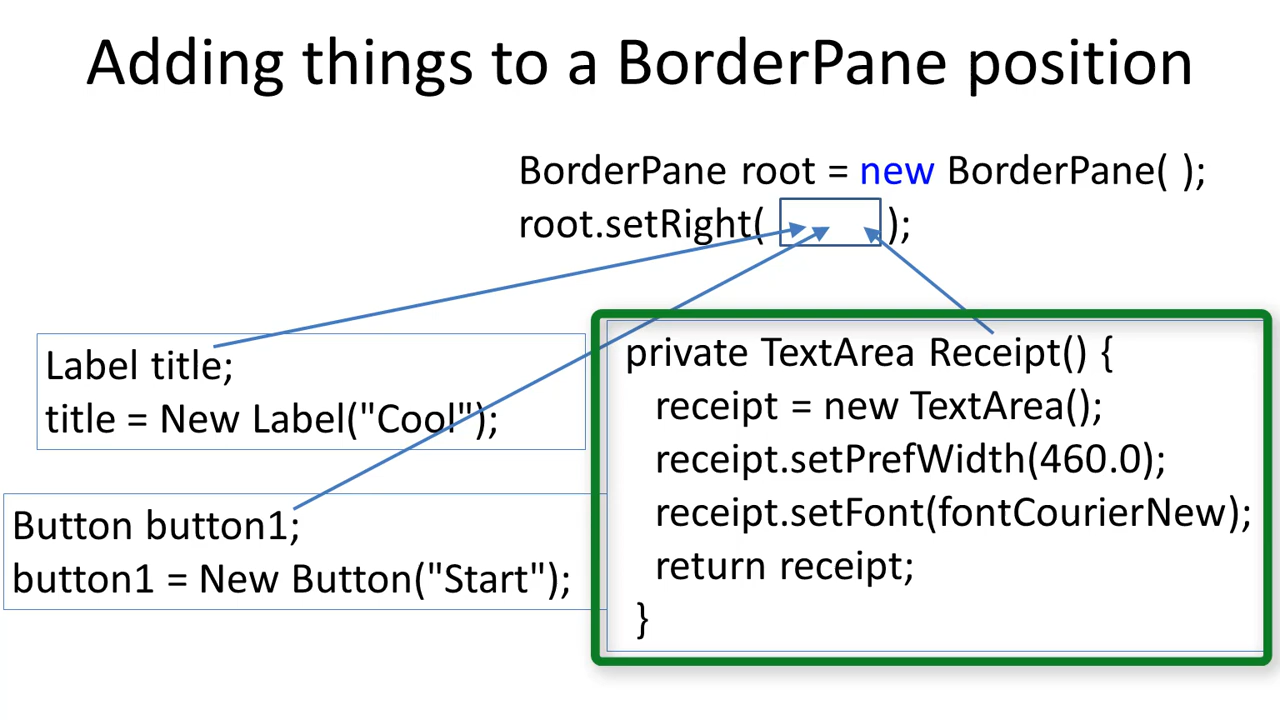 Adding things to a BorderPane position
BorderPane root = new BorderPane( );
root.setRight( );
Label title;
title = New Label("Cool");
Button button1;
button1 = New Button("Start");
private TextArea Receipt() {
receipt = new TextArea();
receipt.setPrefWidth(460.0);
receipt.setFont(fontCourierNew);
return receipt;
}